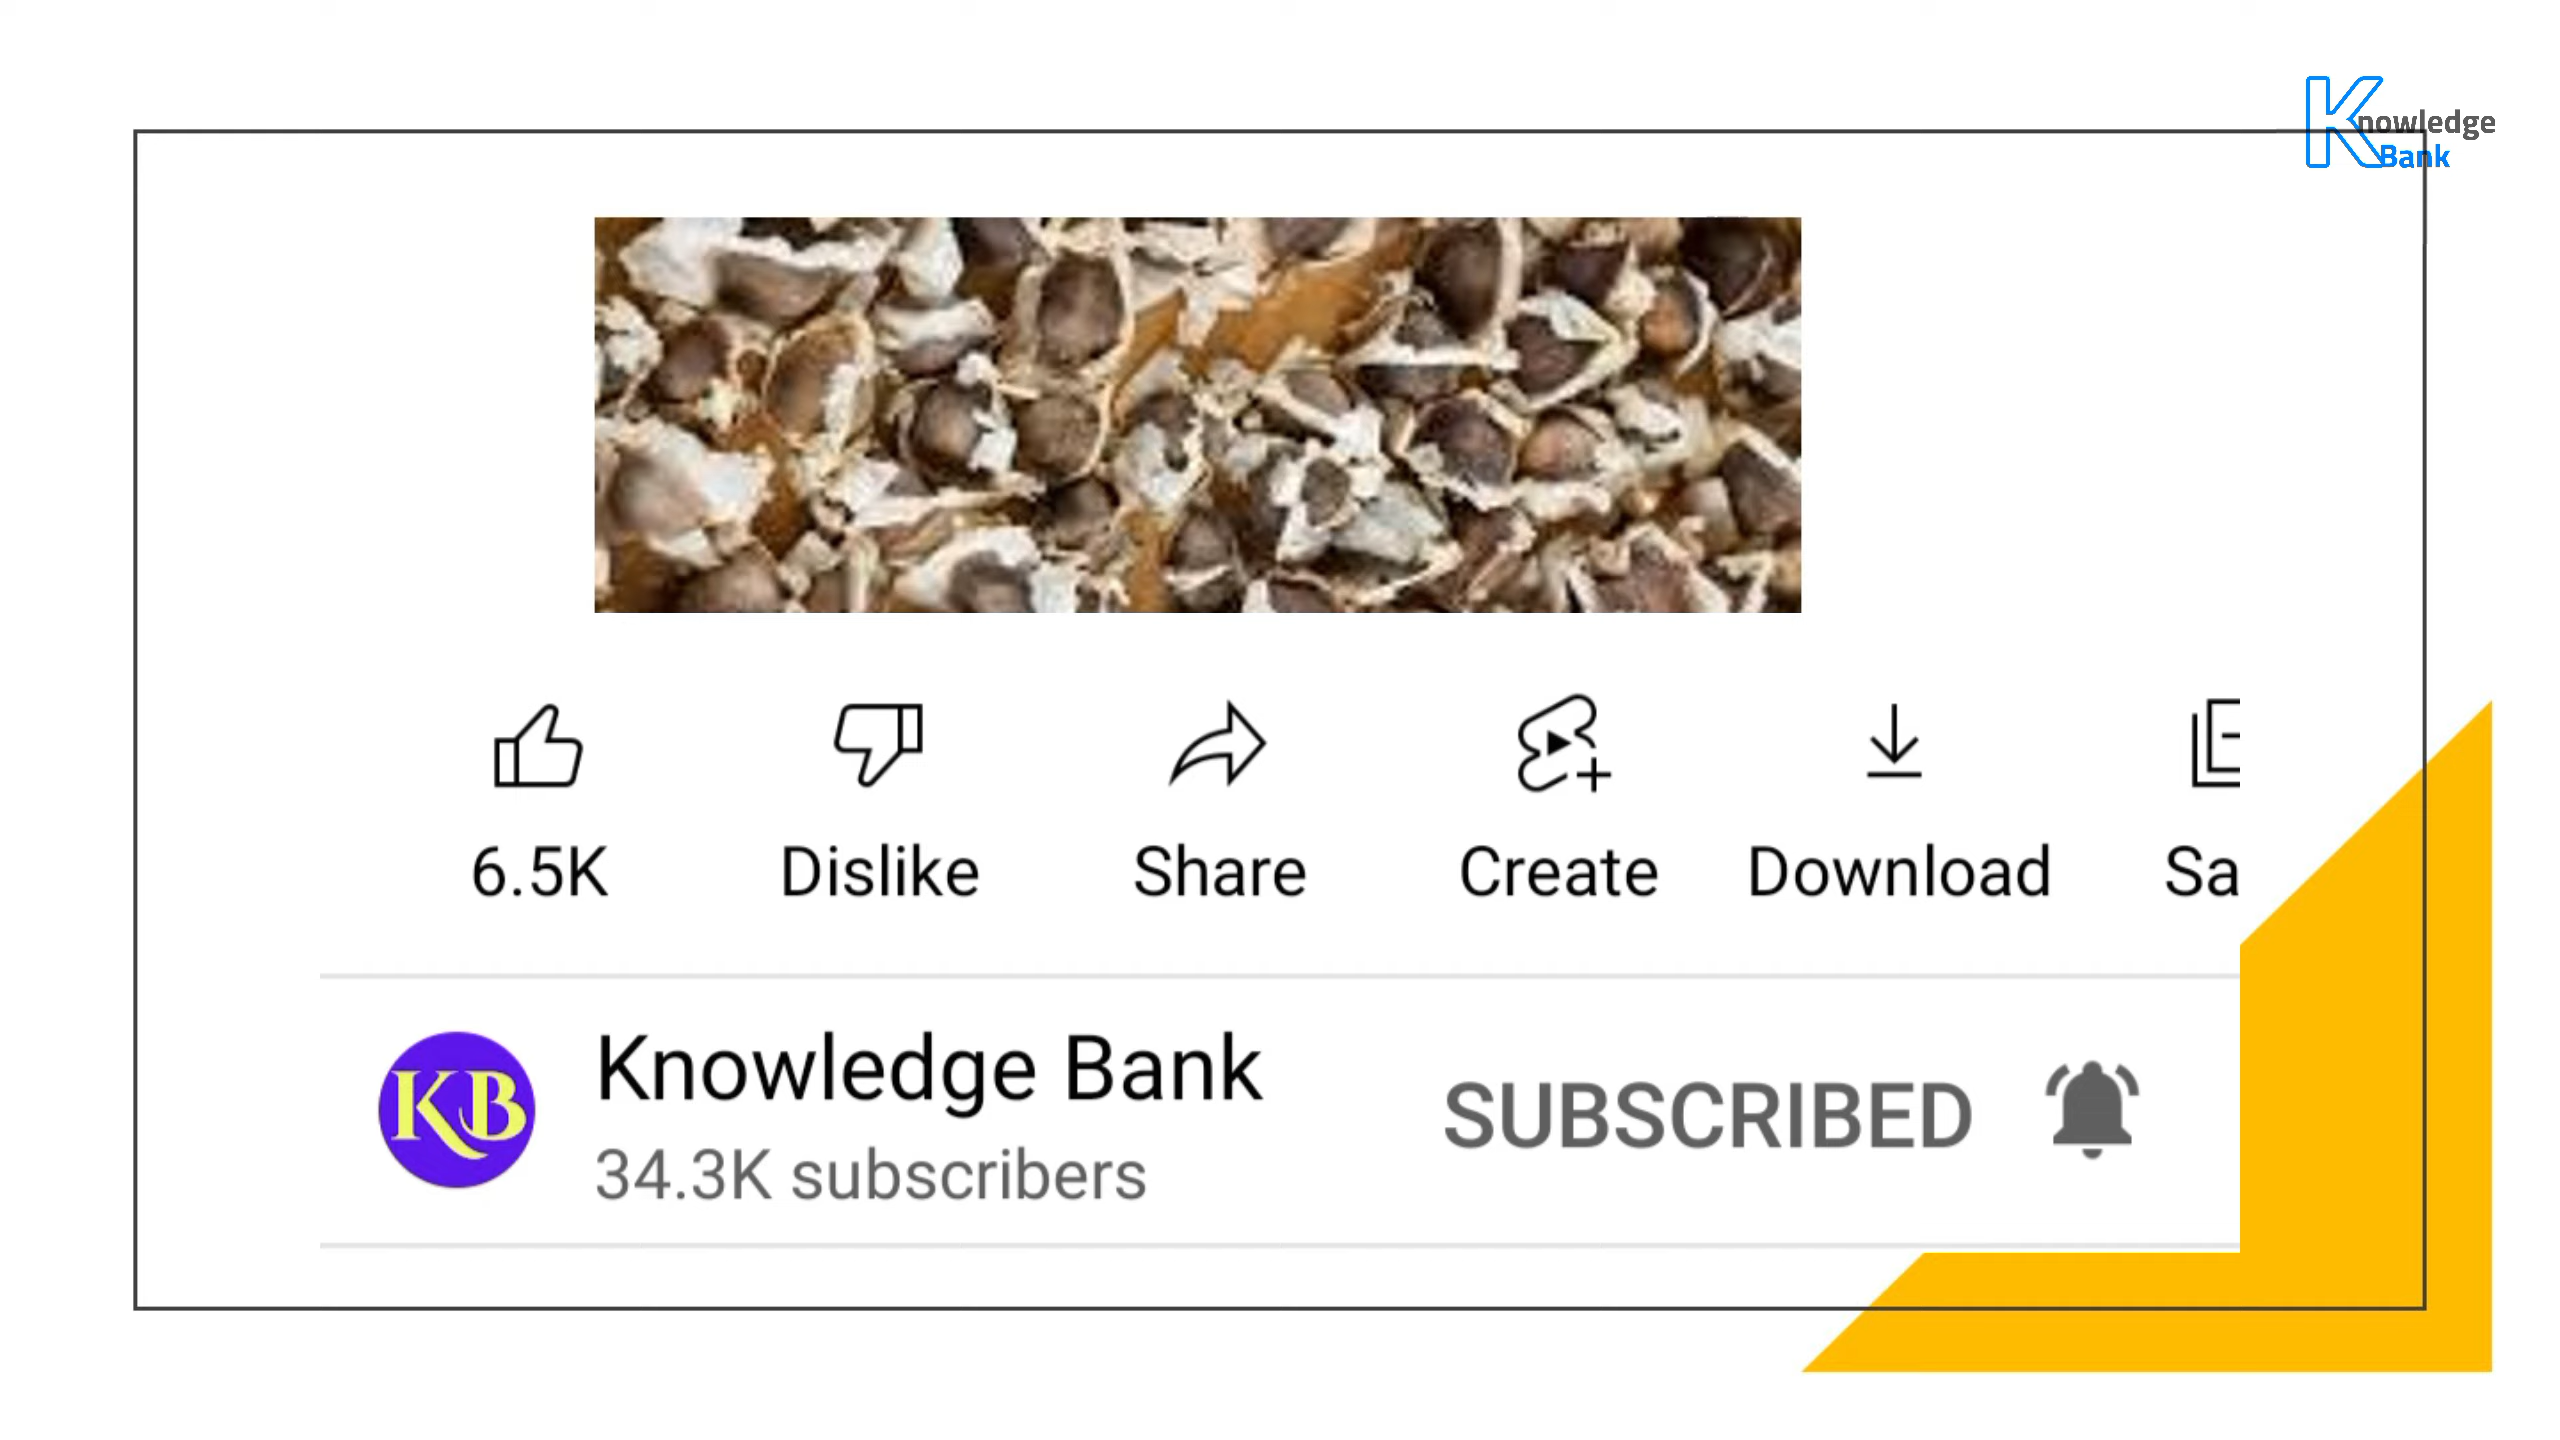 Knowledge
Bank
6.5K
Dislike
Share
Create
Download
Sa
KB
Knowledge Bank
34.3K subscribers
SUBSCRIBED